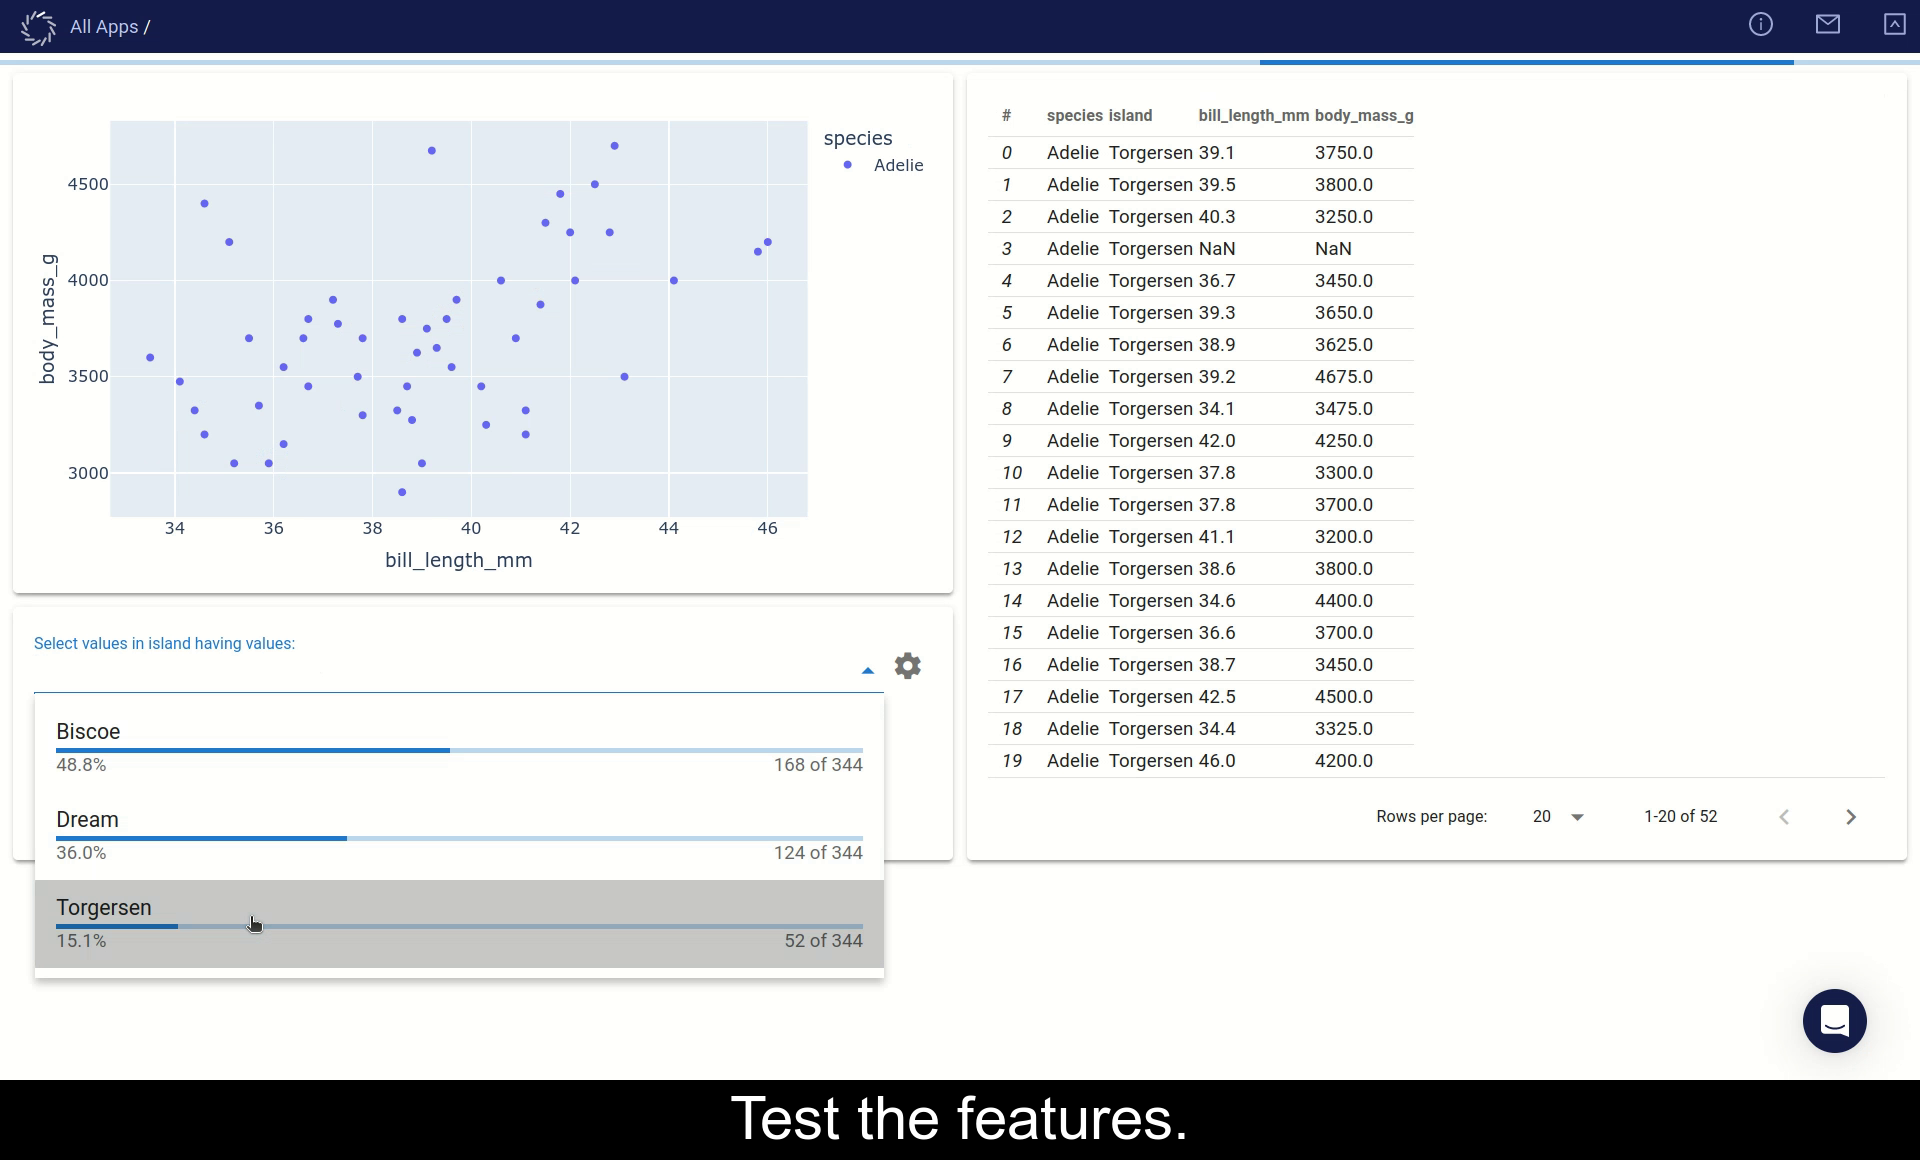 All Apps /
species
Adelie
4500
4000
3500
3000
body_mass_g
34 36 38 40 42 44 46
bill_length_mm
# species island bill_length_mm body_mass_g
0 Adelie Torgersen 39.1 3750.0
1 Adelie Torgersen 39.5 3800.0
2 Adelie Torgersen 40.3 3250.0
3 Adelie Torgersen NaN NaN
4 Adelie Torgersen 36.7 3450.0
5 Adelie Torgersen 39.3 3650.0
6 Adelie Torgersen 38.9 3625.0
7 Adelie Torgersen 39.2 4675.0
8 Adelie Torgersen 34.1 3475.0
9 Adelie Torgersen 42.0 4250.0
10 Adelie Torgersen 37.8 3300.0
11 Adelie Torgersen 37.8 3700.0
12 Adelie Torgersen 41.1 3200.0
13 Adelie Torgersen 38.6 3800.0
14 Adelie Torgersen 34.6 4400.0
15 Adelie Torgersen 36.6 3700.0
16 Adelie Torgersen 38.7 3450.0
17 Adelie Torgersen 42.5 4500.0
18 Adelie Torgersen 34.4 3325.0
19 Adelie Torgersen 46.0 4200.0
Rows per page: 20 1-20 of 52
Select values in island having values:
Biscoe
48.8% 168 of 344
Dream
36.0% 124 of 344
Torgersen
15.1% 52 of 344
Test the features.